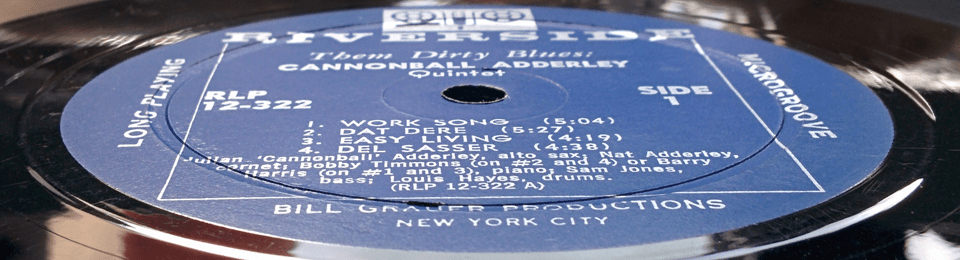 RIVERSIDE
Them Dirty Blues:
CANNONBALL ADDERLEY
Quintet
LONG PLAYING
MICROGROOVE
RLP
12-322
SIDE
1
1. WORK SONG (5:04)
2. DAT DERE (5:27)
3. EASY LIVING (4:19)
4. DEL SASSER (4:38)
Julian 'Cannonball' Adderley, alto sax; Nat Adderley,
cornet; Bobby Timmons (on #2 and 4) or Barry
Harris (on #1 and 3), piano; Sam Jones,
bass; Louis Hayes, drums.
(RLP 12-322 A)
BILL GRAUER PRODUCTIONS
NEW YORK CITY